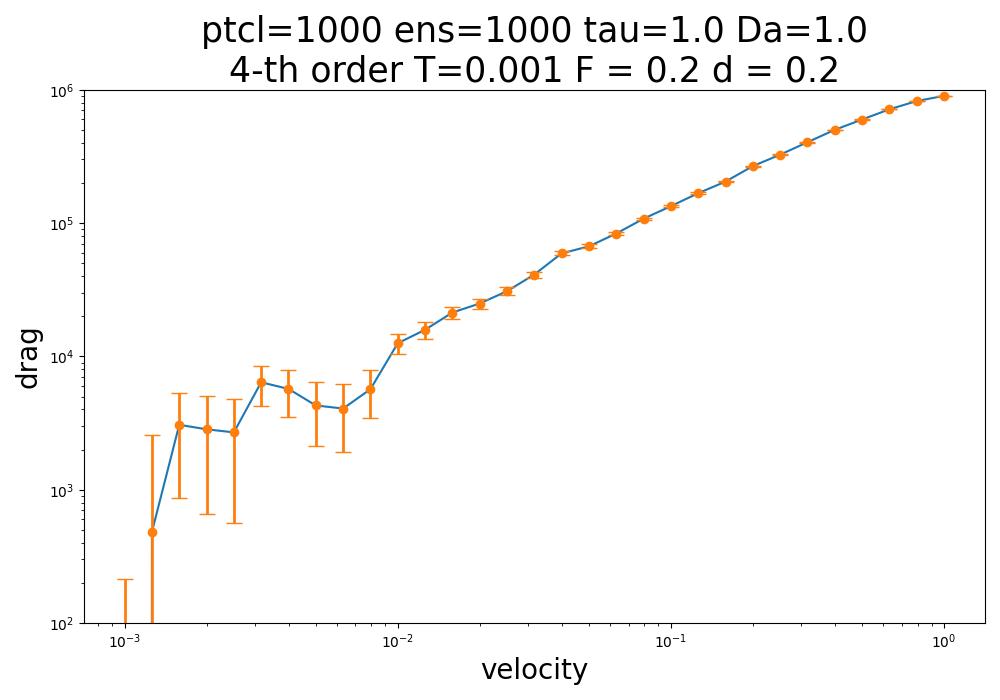 ptcl=1000 ens=1000 tau=1.0 Da=1.0
4-th order T=0.001 F = 0.2 d = 0.2
10⁶
10⁵
10⁴
10³
10²
drag
10⁻³ 10⁻² 10⁻¹ 10⁰
velocity